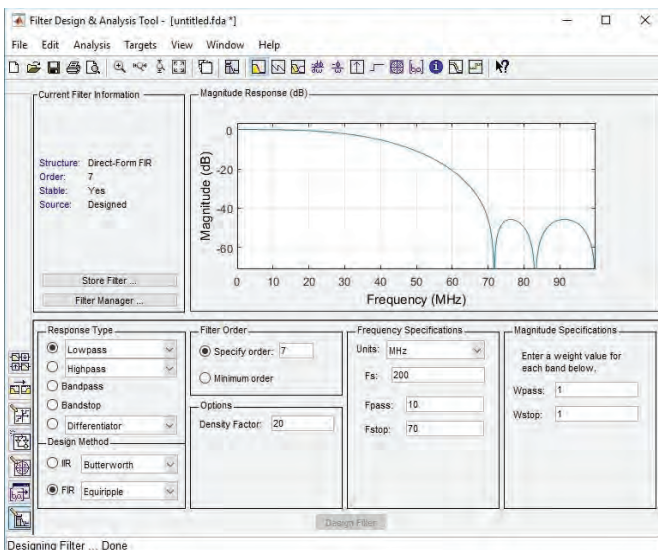 Filter Design & Analysis Tool - [untitled.fda *]
File Edit Analysis Targets View Window Help
Current Filter Information
Structure: Direct-Form FIR
Order: 7
Stable: Yes
Source: Designed
Store Filter ...
Filter Manager ...
Magnitude Response (dB)
Magnitude (dB)
0
-20
-40
-60
0 10 20 30 40 50 60 70 80 90
Frequency (MHz)
Response Type
Lowpass
Highpass
Bandpass
Bandstop
Differentiator
Design Method
IIR Butterworth
FIR Equiripple
Filter Order
Specify order: 7
Minimum order
Options
Density Factor: 20
Frequency Specifications
Units: MHz
Fs: 200
Fpass: 10
Fstop: 70
Magnitude Specifications
Enter a weight value for
each band below.
Wpass: 1
Wstop: 1
Design Filter
Designing Filter ... Done